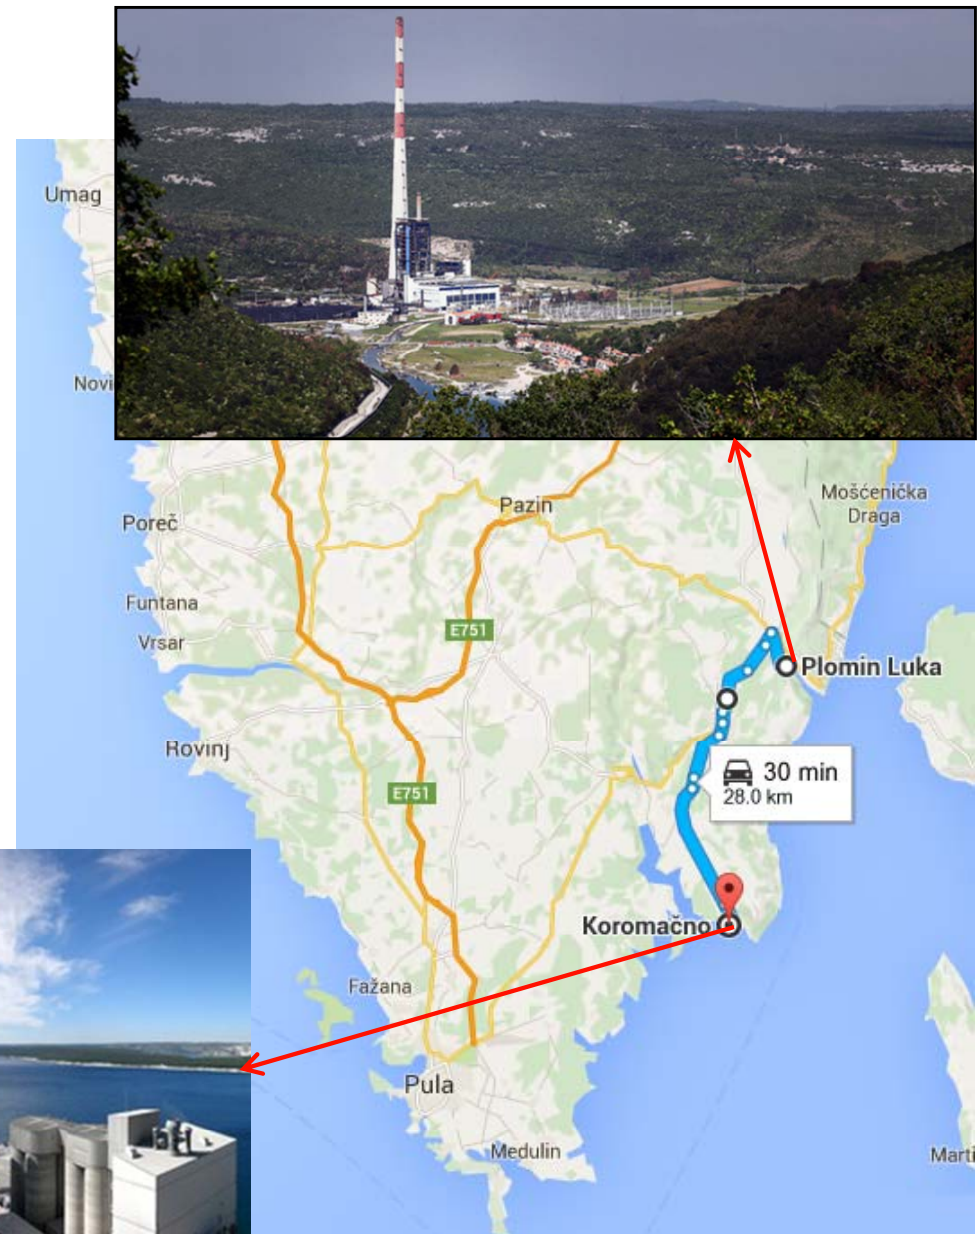 Umag
Novi
Pazin
Mošćenička
Draga
Poreč
Funtana
Vrsar
E751
Plomin Luka
Rovinj
30 min
28.0 km
E751
Koromačno
Fažana
Pula
Medulin
Marti